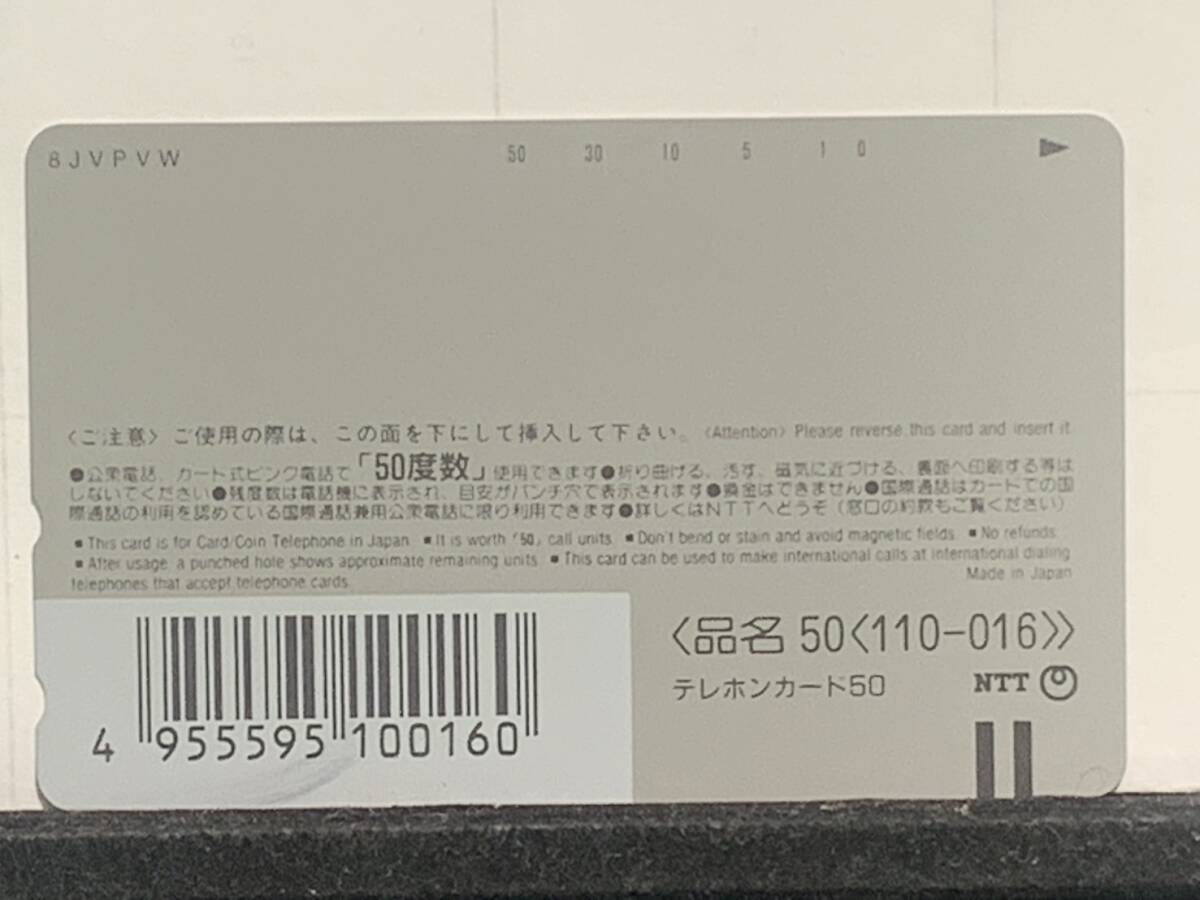 8JVPVW 50 30 10 5 1 0
〈ご注意〉ご使用の際は、この面を下にして挿入して下さい。〈Attention〉Please reverse this card and insert it
●公衆電話、カード式ピンク電話で「50度数」使用できます●折り曲げる、汚す、磁気に近づける、裏面へ印刷する等は
しないでください●残度数は電話機に表示され、目安がパンチ穴で表示されます●換金はできません●国際通話はカードでの国
際通話の利用を認めている国際通話兼用公衆電話に限り利用できます●詳しくはNTTへどうぞ(窓口の約款もご覧ください)
■This card is for Card/Coin Telephone in Japan ■It is worth「50」call units ■Don't bend or stain and avoid magnetic fields ■No refunds
■After usage a punched hole shows approximate remaining units ■This card can be used to make international calls at international dialing
telephones that accept telephone cards. Made in Japan
〈品名 50〈110-016〉〉
テレホンカード50 NTT
4 955595 100160